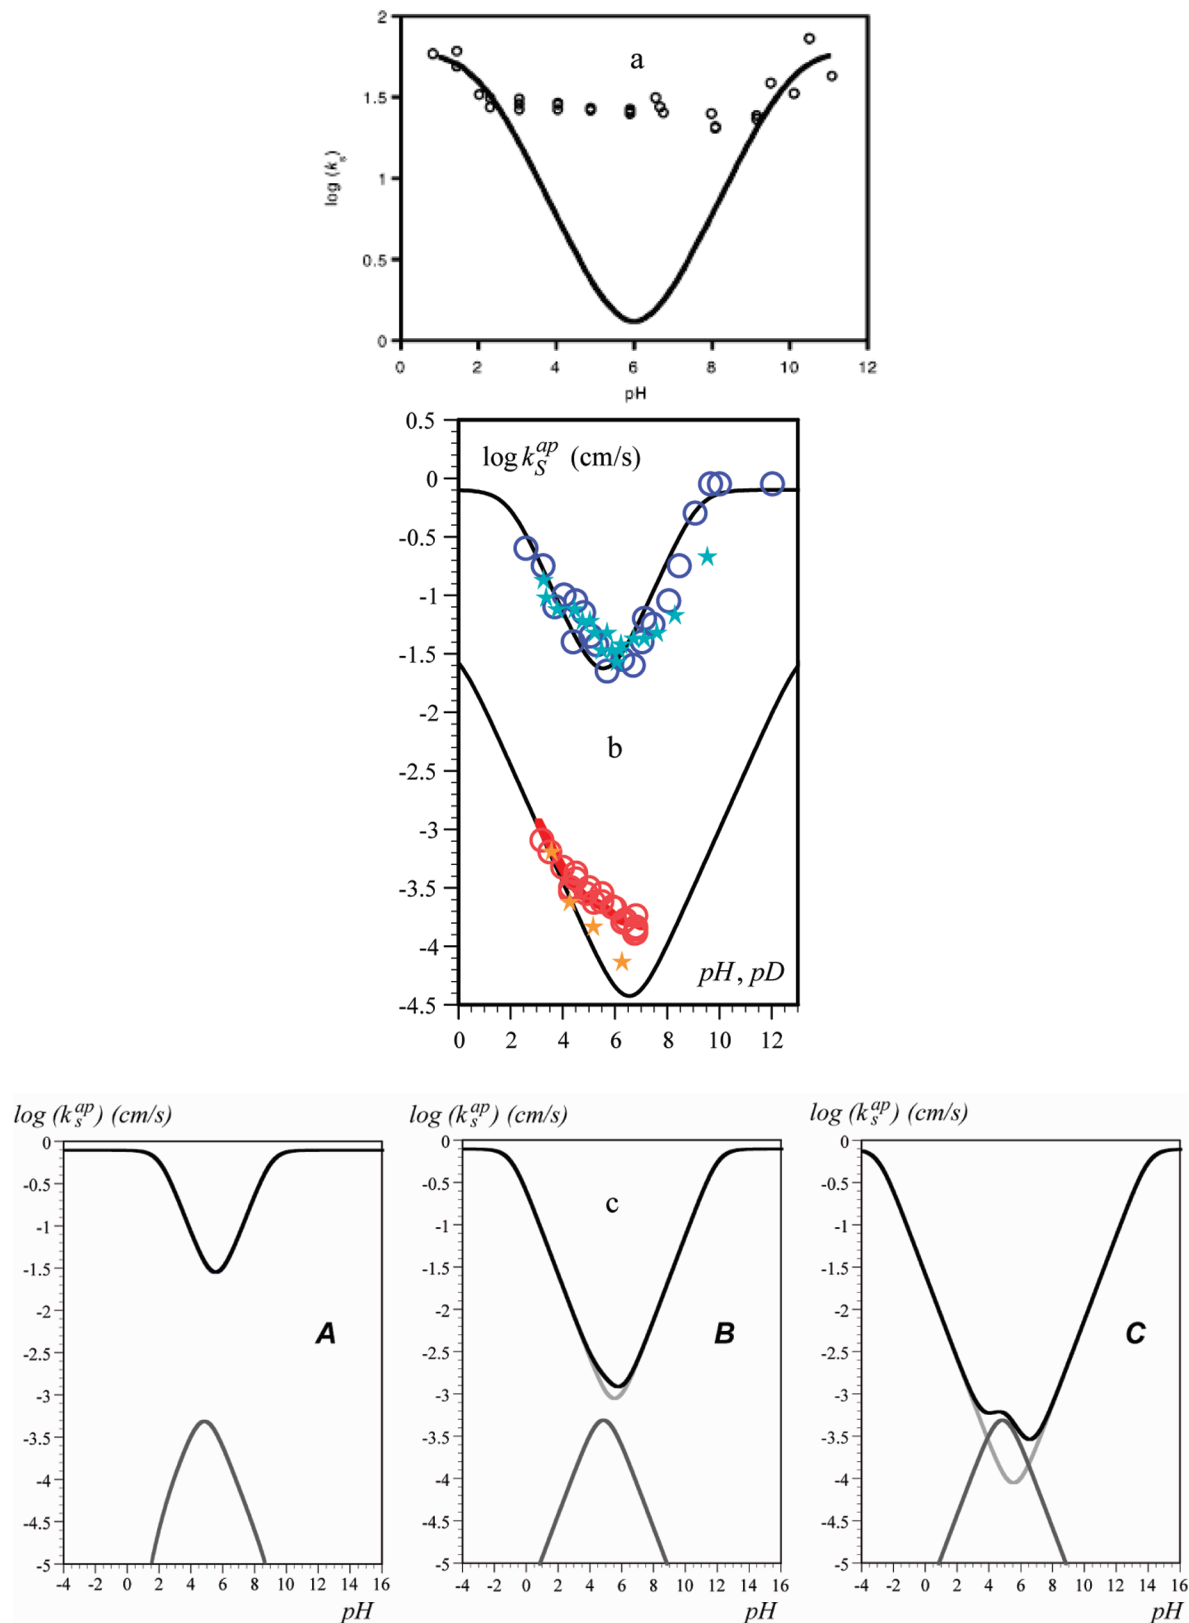 2
a
1.5
log (kₛ)
1
0.5
0
0 2 4 6 8 10 12
pH
0.5
log k_S^ap (cm/s)
0
-0.5
-1
-1.5
-2
b
-2.5
-3
-3.5
-4
pH, pD
-4.5
0 2 4 6 8 10 12
log (k_s^ap) (cm/s) log (k_s^ap) (cm/s) log (k_s^ap) (cm/s)
0 0 0
-0.5 -0.5 -0.5
c
-1 -1 -1
-1.5 -1.5 -1.5
-2 -2 -2
A B C
-2.5 -2.5 -2.5
-3 -3 -3
-3.5 -3.5 -3.5
-4 -4 -4
-4.5 -4.5 -4.5
-5 -5 -5
-4 -2 0 2 4 6 8 10 12 14 16 -4 -2 0 2 4 6 8 10 12 14 16 -4 -2 0 2 4 6 8 10 12 14 16
pH pH pH